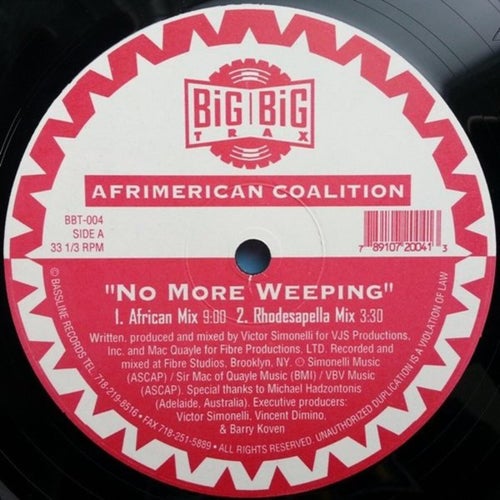 BiG BiG
TRAX
AFRIMERICAN COALITION
BBT-004
SIDE A
33 1/3 RPM
7 89107 20041 3
"NO MORE WEEPING"
1. African Mix 9:00 2. Rhodesapella Mix 3:30
Written, produced and mixed by Victor Simonelli for VJS Productions,
Inc. and Mac Quayle for Fibre Productions, LTD. Recorded and
mixed at Fibre Studios, Brooklyn, NY. ℗ Simonelli Music
(ASCAP) / Sir Mac of Quayle Music (BMI) / VBV Music
(ASCAP). Special thanks to Michael Hadzontonis
(Adelaide, Australia). Executive producers:
Victor Simonelli, Vincent Dimino,
& Barry Koven
© BASSLINE RECORDS TEL 718-219-8516 • FAX 718-251-5889 • ALL RIGHTS RESERVED. UNAUTHORIZED DUPLICATION IS A VIOLATION OF LAW